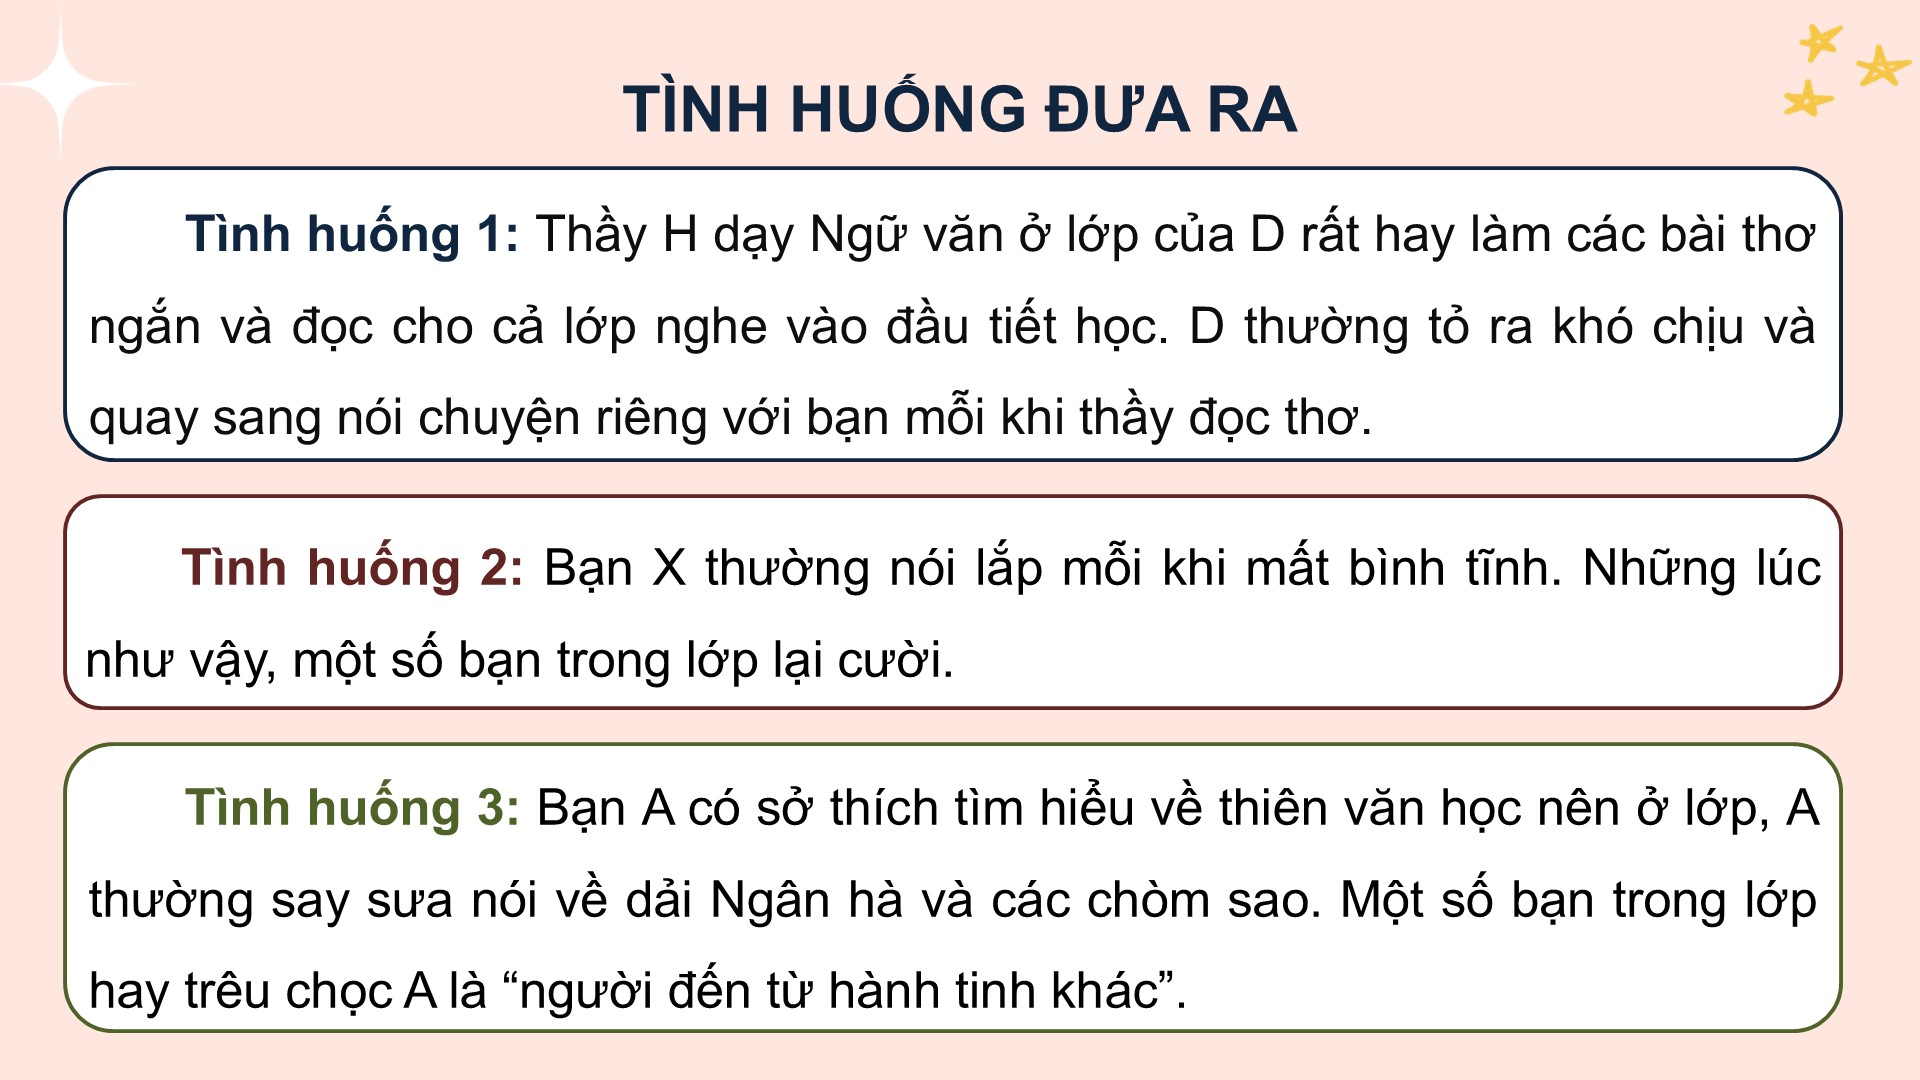 TÌNH HUỐNG ĐƯA RA
Tình huống 1: Thầy H dạy Ngữ văn ở lớp của D rất hay làm các bài thơ
ngắn và đọc cho cả lớp nghe vào đầu tiết học. D thường tỏ ra khó chịu và
quay sang nói chuyện riêng với bạn mỗi khi thầy đọc thơ.
Tình huống 2: Bạn X thường nói lắp mỗi khi mất bình tĩnh. Những lúc
như vậy, một số bạn trong lớp lại cười.
Tình huống 3: Bạn A có sở thích tìm hiểu về thiên văn học nên ở lớp, A
thường say sưa nói về dải Ngân hà và các chòm sao. Một số bạn trong lớp
hay trêu chọc A là “người đến từ hành tinh khác”.